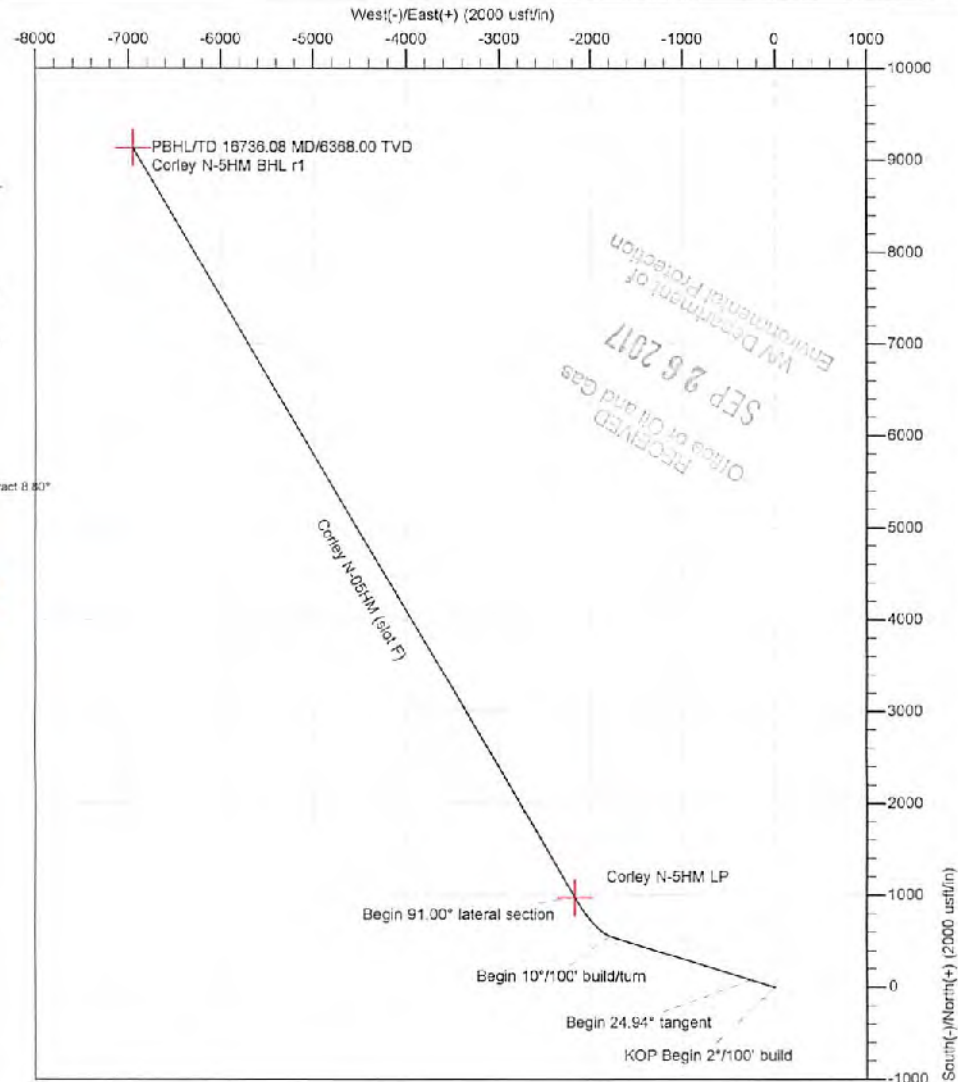 West(-)/East(+) (2000 usft/in)
-8000 -7000 -6000 -5000 -4000 -3000 -2000 -1000 0 1000
10000
PBHL/TD 16736.08 MD/6368.00 TVD
Corley N-5HM BHL r1
9000
8000
WV Department of
Environmental Protection
7000
SEP 26 2017
RECEIVED
Office of Oil and Gas
6000
act 8.80°
5000
Corley N-05HM (slot F)
4000
3000
2000
Corley N-5HM LP
1000
Begin 91.00° lateral section
Begin 10°/100' build/turn
0
Begin 24.94° tangent
KOP Begin 2°/100' build
-1000
South(-)/North(+) (2000 usft/in)